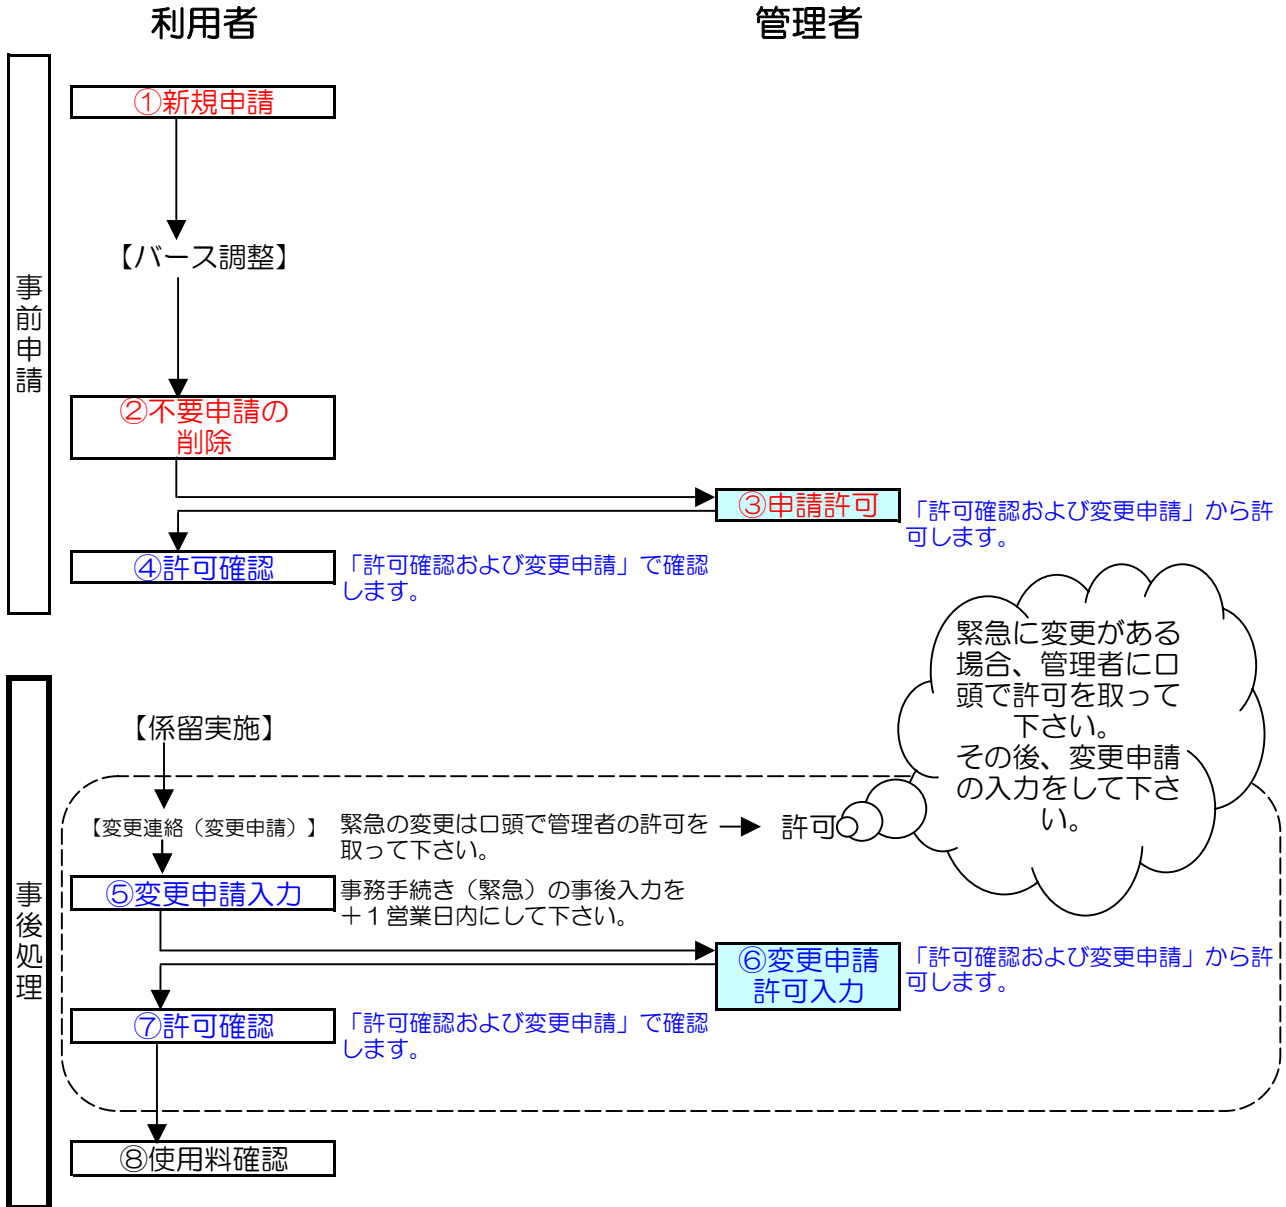 利用者
管理者
事前申請
①新規申請
【バース調整】
②不要申請の
削除
③申請許可
「許可確認および変更申請」から許
可します。
④許可確認
「許可確認および変更申請」で確認
します。
緊急に変更がある
場合、管理者に口
頭で許可を取って
下さい。
その後、変更申請
の入力をして下さ
い。
事後処理
【係留実施】
【変更連絡（変更申請）】
緊急の変更は口頭で管理者の許可を
取って下さい。
許可
⑤変更申請入力
事務手続き（緊急）の事後入力を
＋１営業日内にして下さい。
⑥変更申請
許可入力
「許可確認および変更申請」から許
可します。
⑦許可確認
「許可確認および変更申請」で確認
します。
⑧使用料確認